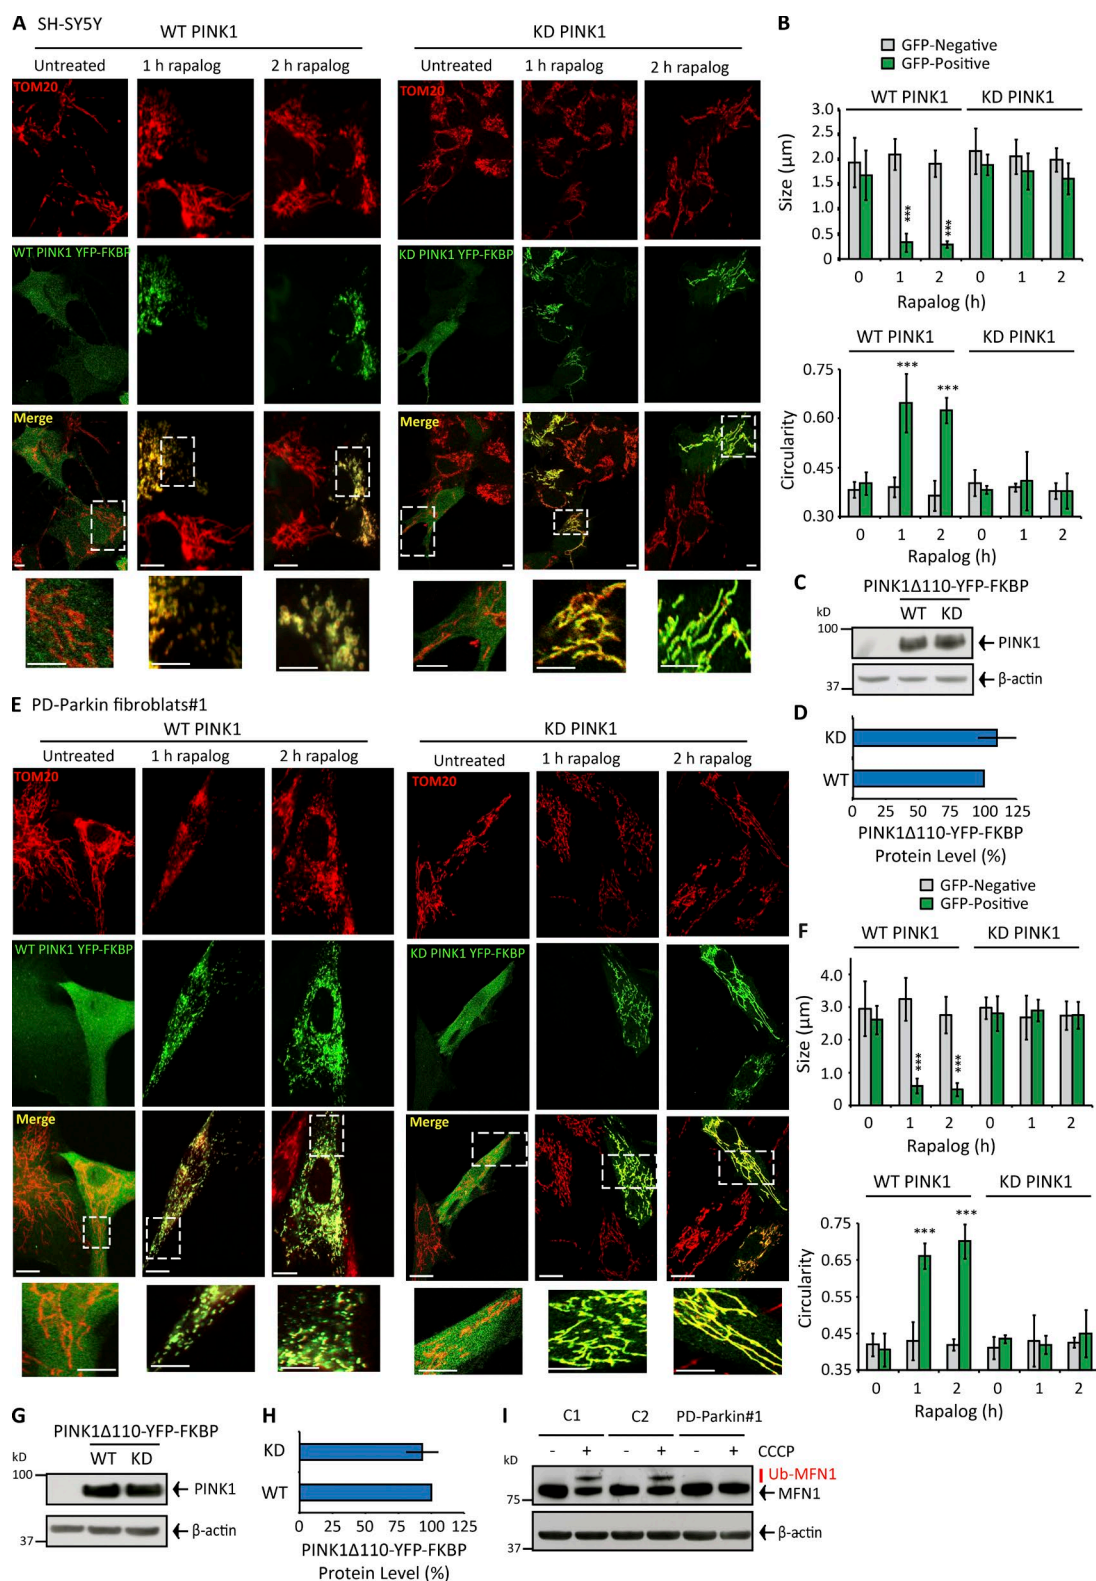 A SH-SY5Y
WT PINK1
KD PINK1
Untreated 1 h rapalog 2 h rapalog
Untreated 1 h rapalog 2 h rapalog
TOM20
TOM20
WT PINK1 YFP-FKBP
KD PINK1 YFP-FKBP
Merge
Merge
B
GFP-Negative
GFP-Positive
WT PINK1 KD PINK1
Size (µm)
3.0
2.5
2.0
1.5
1.0
0.5
0
*** ***
0 1 2 0 1 2
Rapalog (h)
WT PINK1 KD PINK1
Circularity
0.75
0.60
0.45
0.30
*** ***
0 1 2 0 1 2
Rapalog (h)
C
PINK1Δ110-YFP-FKBP
kD WT KD
100
PINK1
37
β-actin
D
KD
WT
0 25 50 75 100 125
PINK1Δ110-YFP-FKBP
Protein Level (%)
E PD-Parkin fibroblats#1
WT PINK1
KD PINK1
Untreated 1 h rapalog 2 h rapalog
Untreated 1 h rapalog 2 h rapalog
TOM20
TOM20
WT PINK1 YFP-FKBP
KD PINK1 YFP-FKBP
Merge
Merge
GFP-Negative
GFP-Positive
F
WT PINK1 KD PINK1
Size (µm)
4.0
3.0
2.0
1.0
0
*** ***
0 1 2 0 1 2
Rapalog (h)
WT PINK1 KD PINK1
Circularity
0.75
0.65
0.55
0.45
0.35
*** ***
0 1 2 0 1 2
Rapalog (h)
G
PINK1Δ110-YFP-FKBP
kD WT KD
100
PINK1
37
β-actin
H
KD
WT
0 25 50 75 100 125
PINK1Δ110-YFP-FKBP
Protein Level (%)
I
C1 C2 PD-Parkin#1
kD - + - + - + CCCP
Ub-MFN1
MFN1
75
β-actin
37